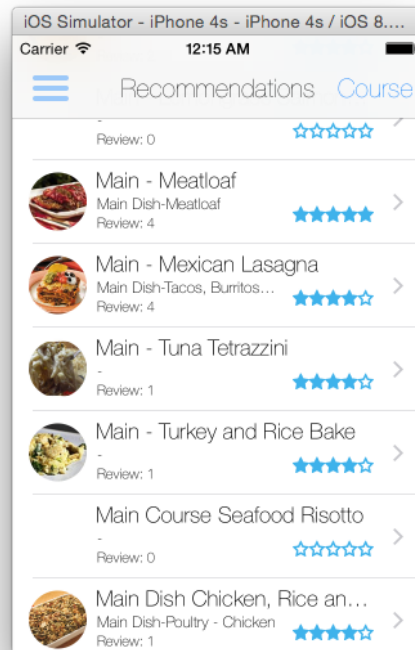 iOS Simulator - iPhone 4s - iPhone 4s / iOS 8....
Carrier 12:15 AM
Recommendations Course
-
Review: 0
Main - Meatloaf
Main Dish-Meatloaf
Review: 4
Main - Mexican Lasagna
Main Dish-Tacos, Burritos...
Review: 4
Main - Tuna Tetrazzini
-
Review: 1
Main - Turkey and Rice Bake
-
Review: 1
Main Course Seafood Risotto
-
Review: 0
Main Dish Chicken, Rice an...
Main Dish-Poultry - Chicken
Review: 1